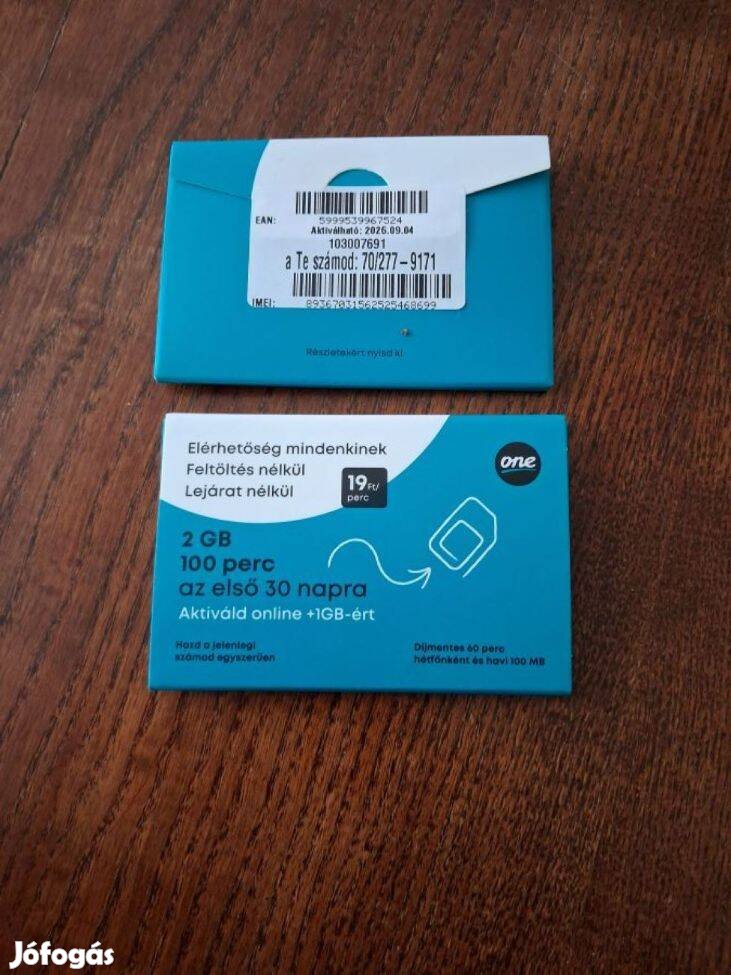 EAN:
5999539967524
Aktiválható: 2026.09.04
103007691
a Te számod: 70/277-9171
IMEI:
89367031562525468699
Részletekért nyisd ki
Elérhetőség mindenkinek
Feltöltés nélkül
Lejárat nélkül
19 Ft/
perc
one
2 GB
100 perc
az első 30 napra
Aktiváld online +1GB-ért
Hozd a jelenlegi
számod egyszerűen
Díjmentes 60 perc
hétfőnként és havi 100 MB
Jófogás